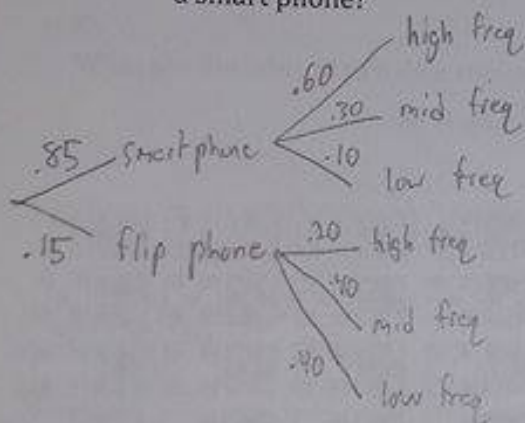 a smart phone?
high freq
.60
.30 mid freq
.85 smartphone
.10
low freq
.15 flip phone
.20 high freq
.40
mid freq
.40
low freq